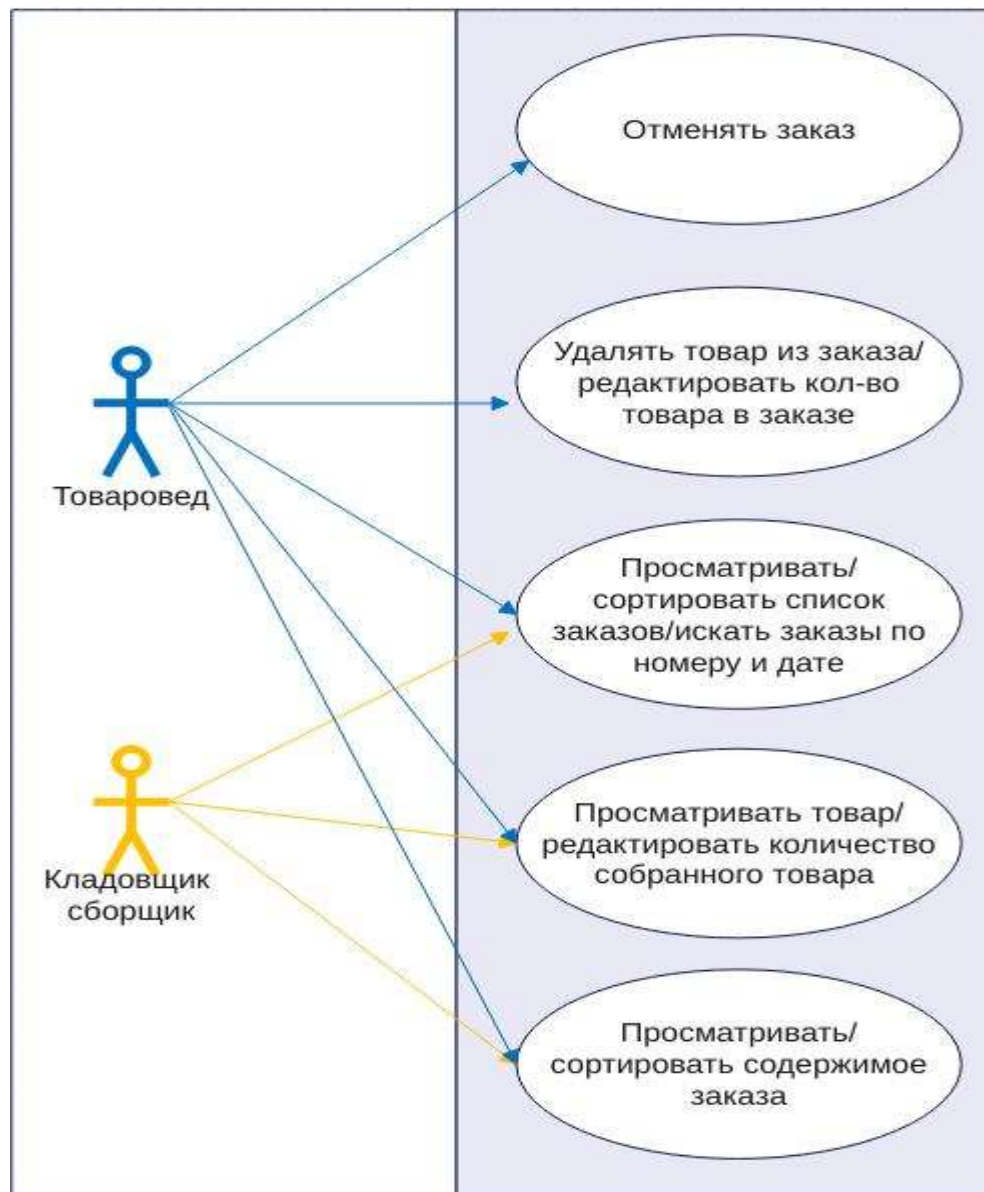 Отменять заказ
Удалять товар из заказа/
редактировать кол-во
товара в заказе
Товаровед
Просматривать/
сортировать список
заказов/искать заказы по
номеру и дате
Кладовщик
сборщик
Просматривать товар/
редактировать количество
собранного товара
Просматривать/
сортировать содержимое
заказа